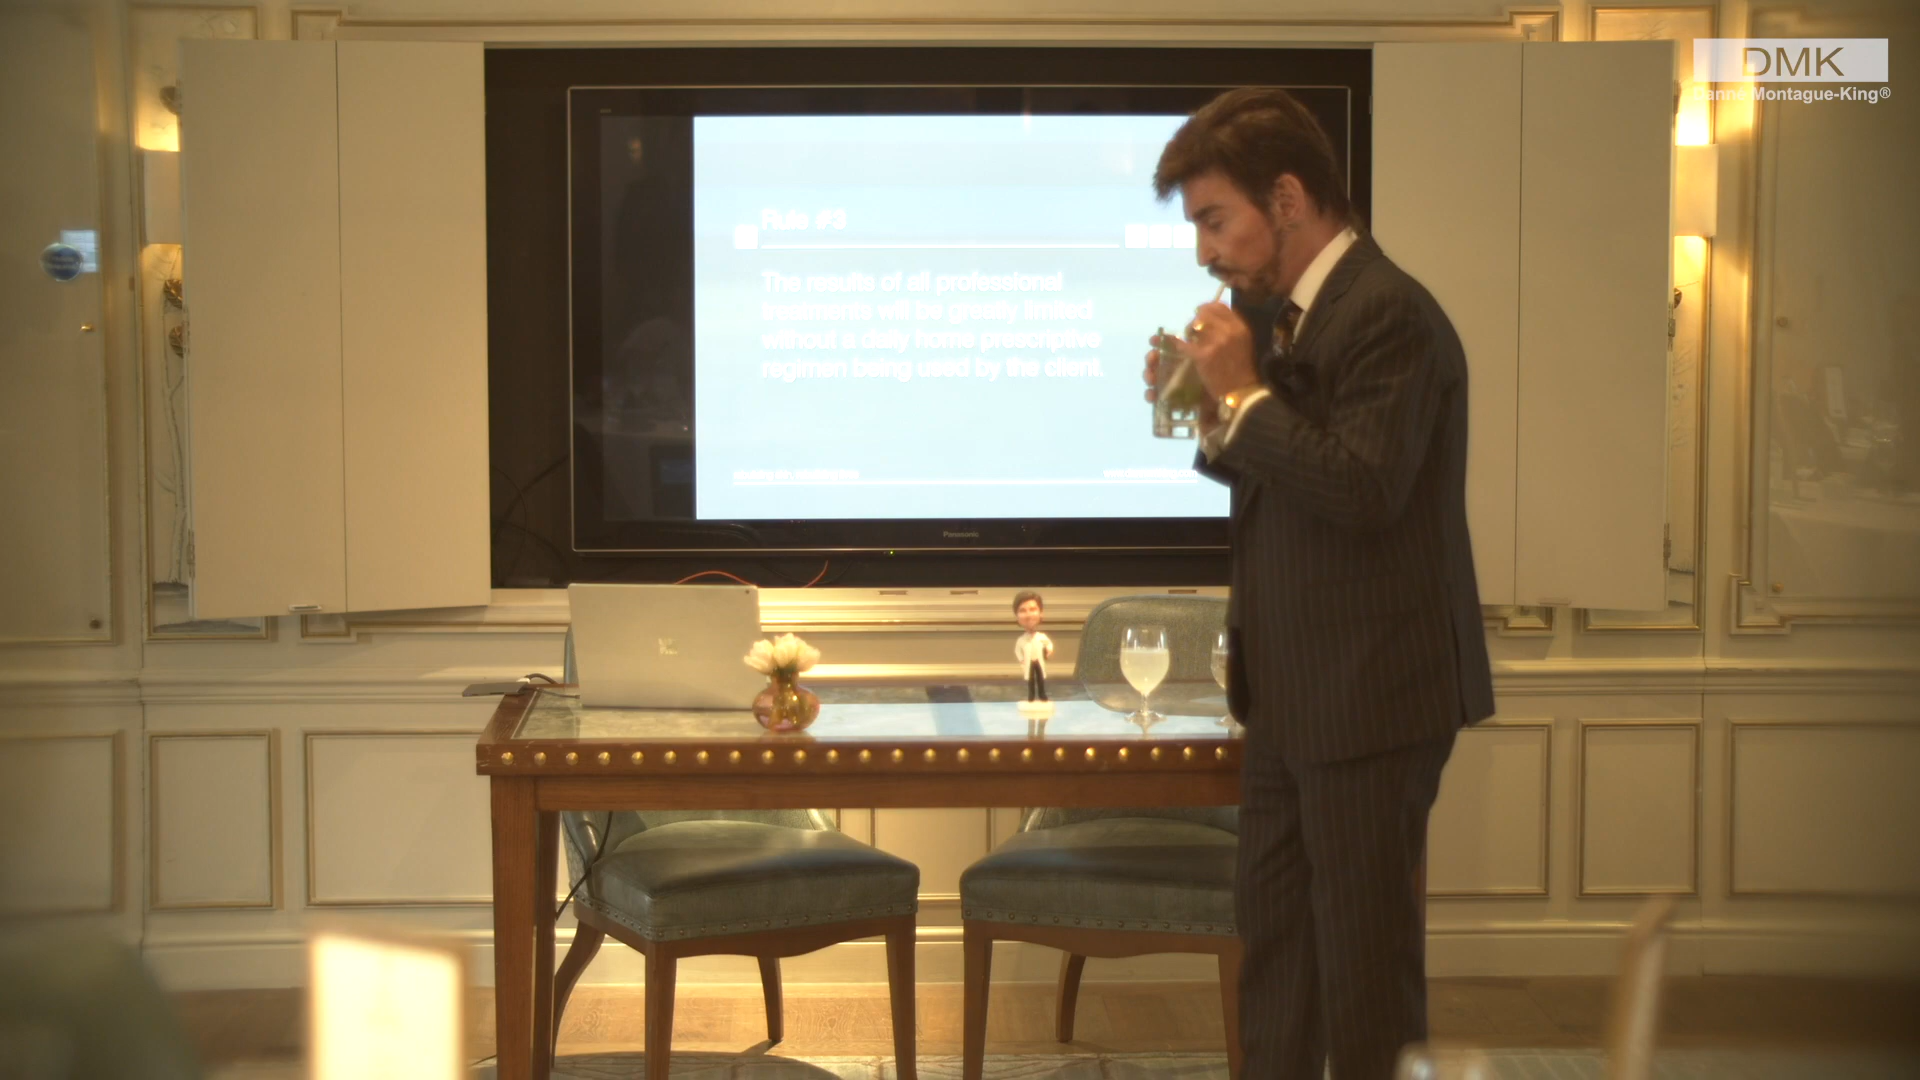 DMK
Danné Montague-King®
Rule #3
The results of all professional
treatments will be greatly limited
without a daily home prescriptive
regimen being used by the client.
Panasonic